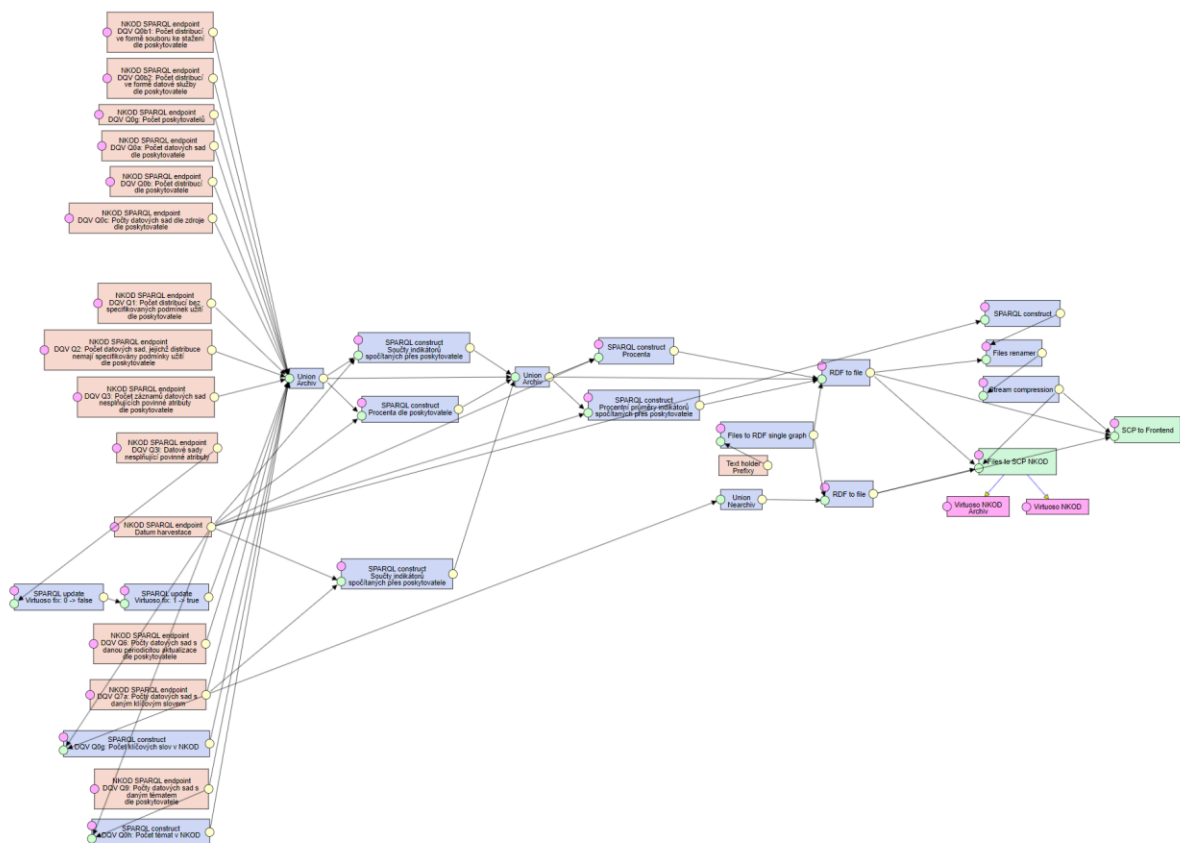 NKOD SPARQL endpoint
DQV Q0b1: Počet distribucí
ve formě souboru ke stažení
dle poskytovatele
NKOD SPARQL endpoint
DQV Q0b2: Počet distribucí
ve formě datové služby
dle poskytovatele
NKOD SPARQL endpoint
DQV Q0g: Počet poskytovatelů
NKOD SPARQL endpoint
DQV Q0a: Počet datových sad
dle poskytovatele
NKOD SPARQL endpoint
DQV Q0b: Počet distribucí
dle poskytovatele
NKOD SPARQL endpoint
DQV Q0c: Počty datových sad dle zdroje
dle poskytovatele
NKOD SPARQL endpoint
DQV Q1: Počet distribucí bez
specifikovaných podmínek užití
dle poskytovatele
NKOD SPARQL endpoint
DQV Q2: Počet datových sad, jejichž distribuce
nemají specifikovány podmínky užití
dle poskytovatele
NKOD SPARQL endpoint
DQV Q3: Počet záznamů datových sad
nesplňujících povinné atributy
dle poskytovatele
NKOD SPARQL endpoint
DQV Q3l: Datové sady
nesplňující povinné atributy
NKOD SPARQL endpoint
Datum harvestace
SPARQL update
Virtuoso fix: 0 -> false
SPARQL update
Virtuoso fix: 1 -> true
NKOD SPARQL endpoint
DQV Q6: Počty datových sad s
danou periodicitou aktualizace
dle poskytovatele
NKOD SPARQL endpoint
DQV Q7a: Počty datových sad s
daným klíčovým slovem
SPARQL construct
DQV Q0g: Počet klíčových slov v NKOD
NKOD SPARQL endpoint
DQV Q9: Počty datových sad s
daným tématem
dle poskytovatele
SPARQL construct
DQV Q0h: Počet témat v NKOD
Union
Archiv
SPARQL construct
Součty indikátorů
spočítaných přes poskytovatele
SPARQL construct
Procenta dle poskytovatele
SPARQL construct
Součty indikátorů
spočítaných přes poskytovatele
Union
Archiv
SPARQL construct
Procenta
SPARQL construct
Procentní průměry indikátorů
spočítaných přes poskytovatele
Files to RDF single graph
Text holder
Prefixy
Union
Nearchiv
RDF to file
RDF to file
SPARQL construct
Files renamer
Stream compression
SCP to Frontend
Files to SCP NKOD
Virtuoso NKOD
Archiv
Virtuoso NKOD